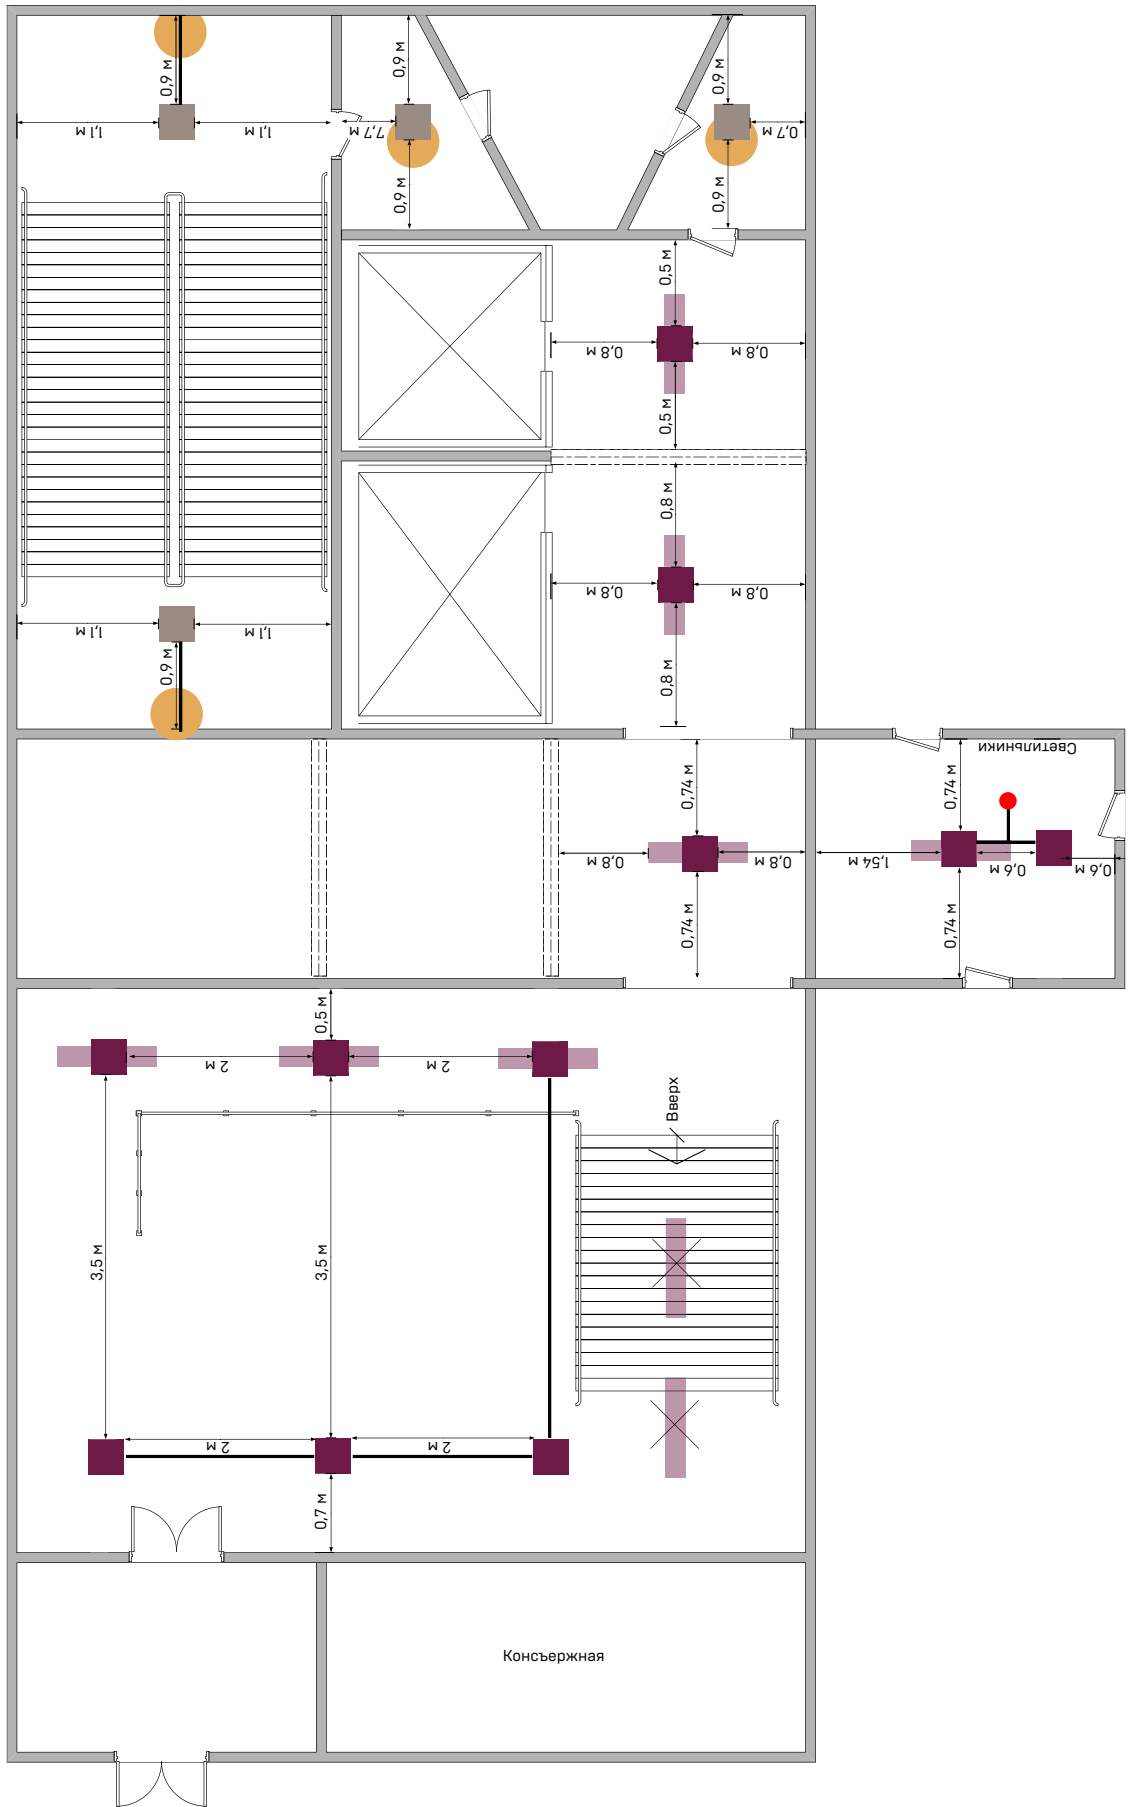 0,9 м
0,9 м
0,9 м
1,1 м
1,1 м
7,7 м
0,7 м
0,9 м
0,9 м
0,5 м
0,8 м
0,8 м
0,5 м
0,8 м
0,8 м
0,8 м
1,1 м
1,1 м
0,9 м
0,8 м
Светильники
0,74 м
0,74 м
0,8 м
0,8 м
1,54 м
0,6 м
0,6 м
0,74 м
0,74 м
0,5 м
2 м
2 м
Вверх
3,5 м
3,5 м
2 м
2 м
0,7 м
Консъержная